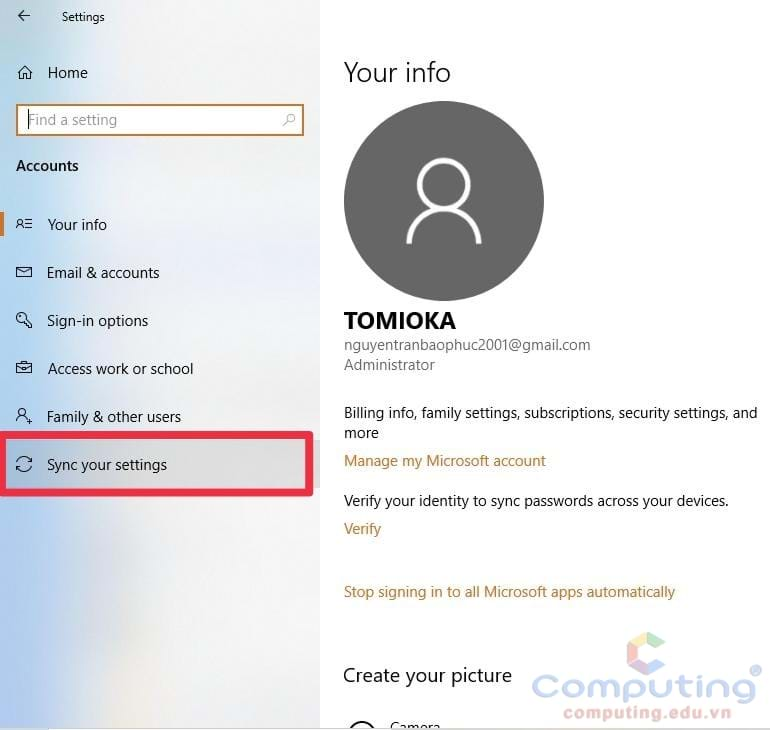 Settings
Home
Find a setting
Accounts
Your info
Email & accounts
Sign-in options
Access work or school
Family & other users
Sync your settings
Your info
TOMIOKA
nguyentranbaophuc2001@gmail.com
Administrator
Billing info, family settings, subscriptions, security settings, and
more
Manage my Microsoft account
Verify your identity to sync passwords across your devices.
Verify
Stop signing in to all Microsoft apps automatically
Create your picture
Camera
Computing®
computing.edu.vn